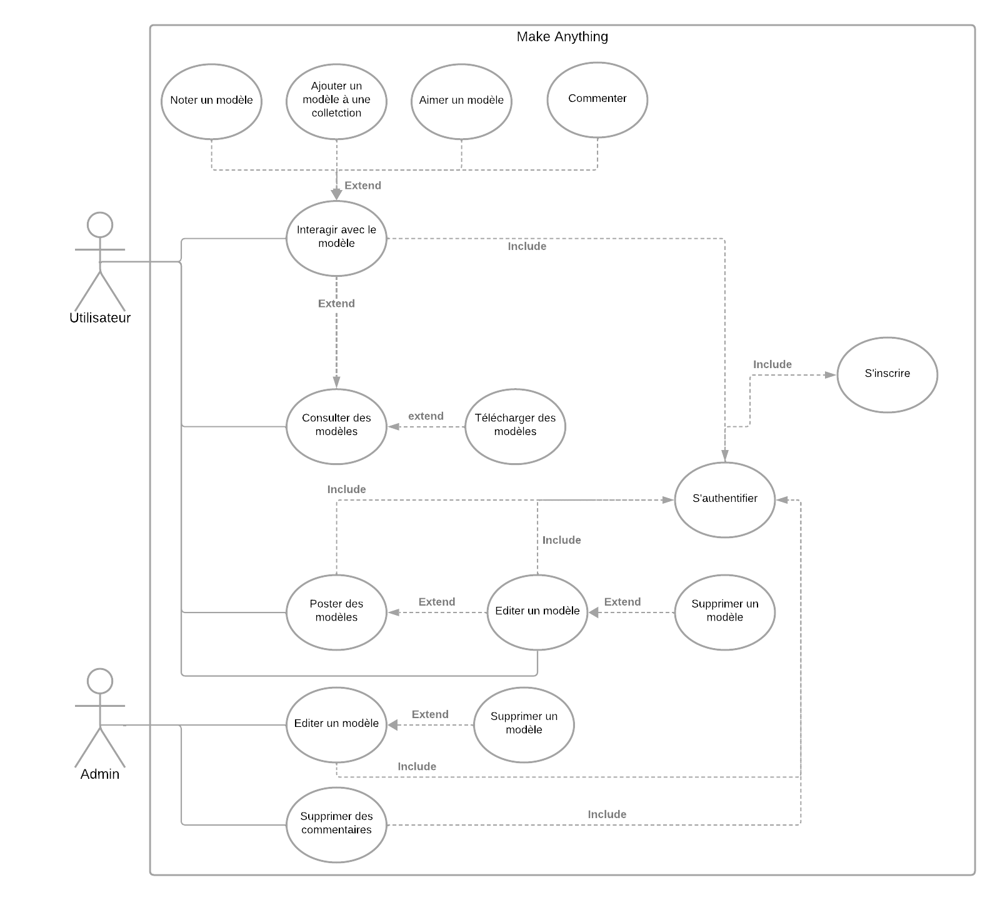 Make Anything
Noter un modèle
Ajouter un
modèle à une
colletction
Aimer un modèle
Commenter
Extend
Interagir avec le
modèle
Include
Utilisateur
Extend
Include
S'inscrire
Consulter des
modèles
extend
Télécharger des
modèles
Include
S'authentifier
Include
Poster des
modèles
Extend
Editer un modèle
Extend
Supprimer un
modèle
Editer un modèle
Extend
Supprimer un
modèle
Include
Admin
Supprimer des
commentaires
Include